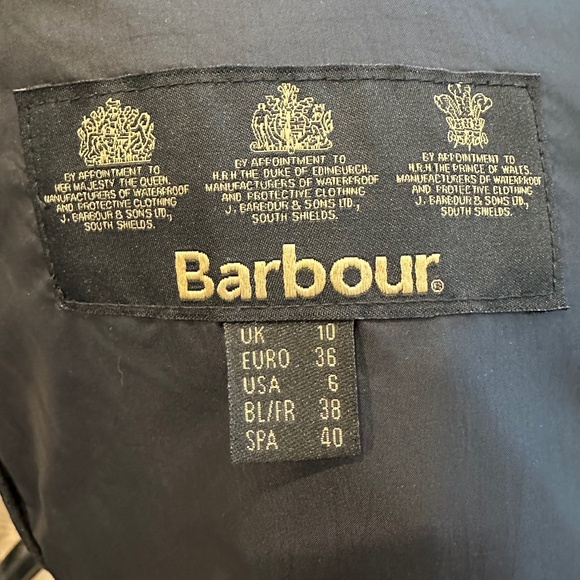 BY APPOINTMENT TO
HER MAJESTY THE QUEEN.
MANUFACTURERS OF WATERPROOF
AND PROTECTIVE CLOTHING
J. BARBOUR & SONS LTD.,
SOUTH SHIELDS.
BY APPOINTMENT TO
H.R.H. THE DUKE OF EDINBURGH.
MANUFACTURERS OF WATERPROOF
AND PROTECTIVE CLOTHING
J. BARBOUR & SONS LTD.,
SOUTH SHIELDS.
BY APPOINTMENT TO
H.R.H. THE PRINCE OF WALES.
MANUFACTURERS OF WATERPROOF
AND PROTECTIVE CLOTHING
J. BARBOUR & SONS LTD.,
SOUTH SHIELDS.
Barbour®
UK 10
EURO 36
USA 6
BL/FR 38
SPA 40